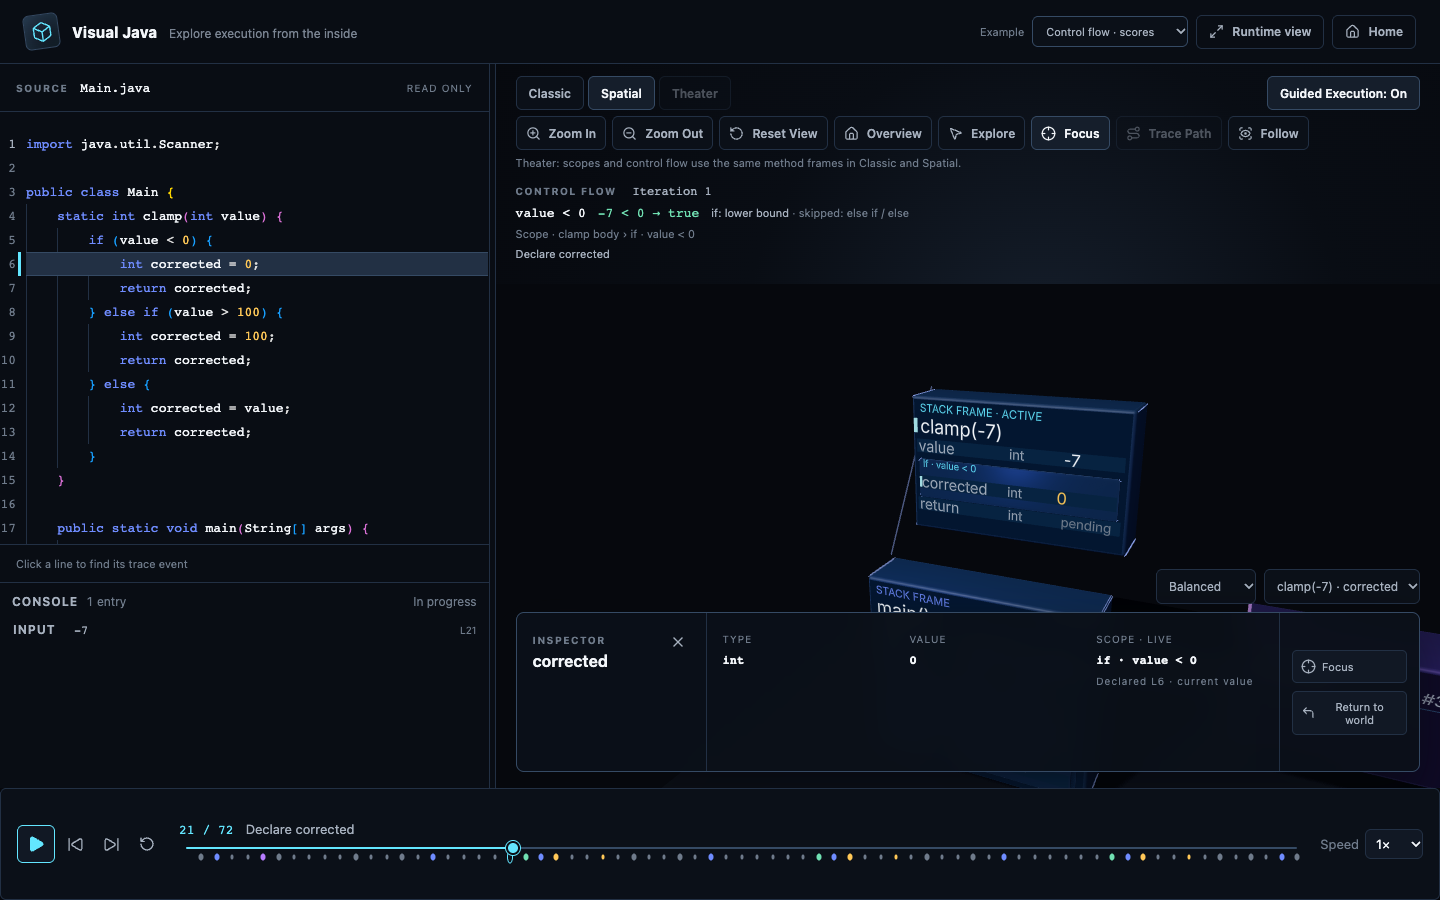 Visual Java Explore execution from the inside
Example Control flow · scores Runtime view Home
SOURCE Main.java READ ONLY
1 import java.util.Scanner;
2
3 public class Main {
4 static int clamp(int value) {
5 if (value < 0) {
6 int corrected = 0;
7 return corrected;
8 } else if (value > 100) {
9 int corrected = 100;
10 return corrected;
11 } else {
12 int corrected = value;
13 return corrected;
14 }
15 }
16
17 public static void main(String[] args) {
Click a line to find its trace event
CONSOLE 1 entry In progress
INPUT -7 L21
Classic Spatial Theater Guided Execution: On
Zoom In Zoom Out Reset View Overview Explore Focus Trace Path Follow
Theater: scopes and control flow use the same method frames in Classic and Spatial.
CONTROL FLOW Iteration 1
value < 0 -7 < 0 → true if: lower bound · skipped: else if / else
Scope · clamp body › if · value < 0
Declare corrected
STACK FRAME · ACTIVE
clamp(-7)
value int -7
if · value < 0
corrected int 0
return int pending
STACK FRAME
main()
Balanced clamp(-7) · corrected
INSPECTOR
corrected
TYPE
int
VALUE
0
SCOPE · LIVE
if · value < 0
Declared L6 · current value
Focus
Return to
world
21 / 72 Declare corrected
Speed 1×